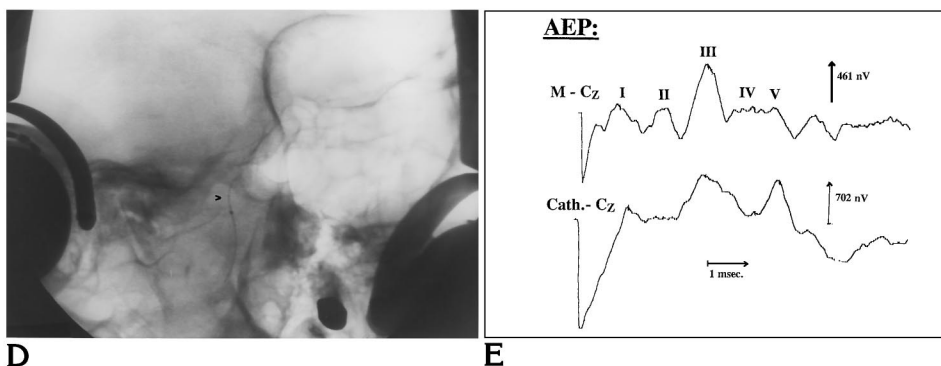 AEP:
III
461 nV
M - CZ
I
II
IV
V
Cath.- CZ
702 nV
1 msec.
D
E